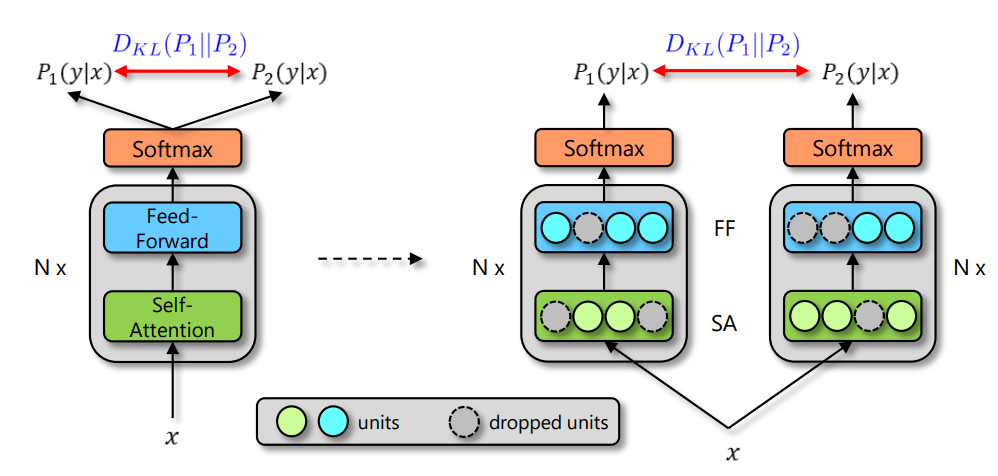 D_{KL}(P_1||P_2)
P_1(y|x)
P_2(y|x)
Softmax
Feed-
Forward
N x
Self-
Attention
x
D_{KL}(P_1||P_2)
P_1(y|x)
P_2(y|x)
Softmax
Softmax
FF
N x
N x
SA
x
units
dropped units